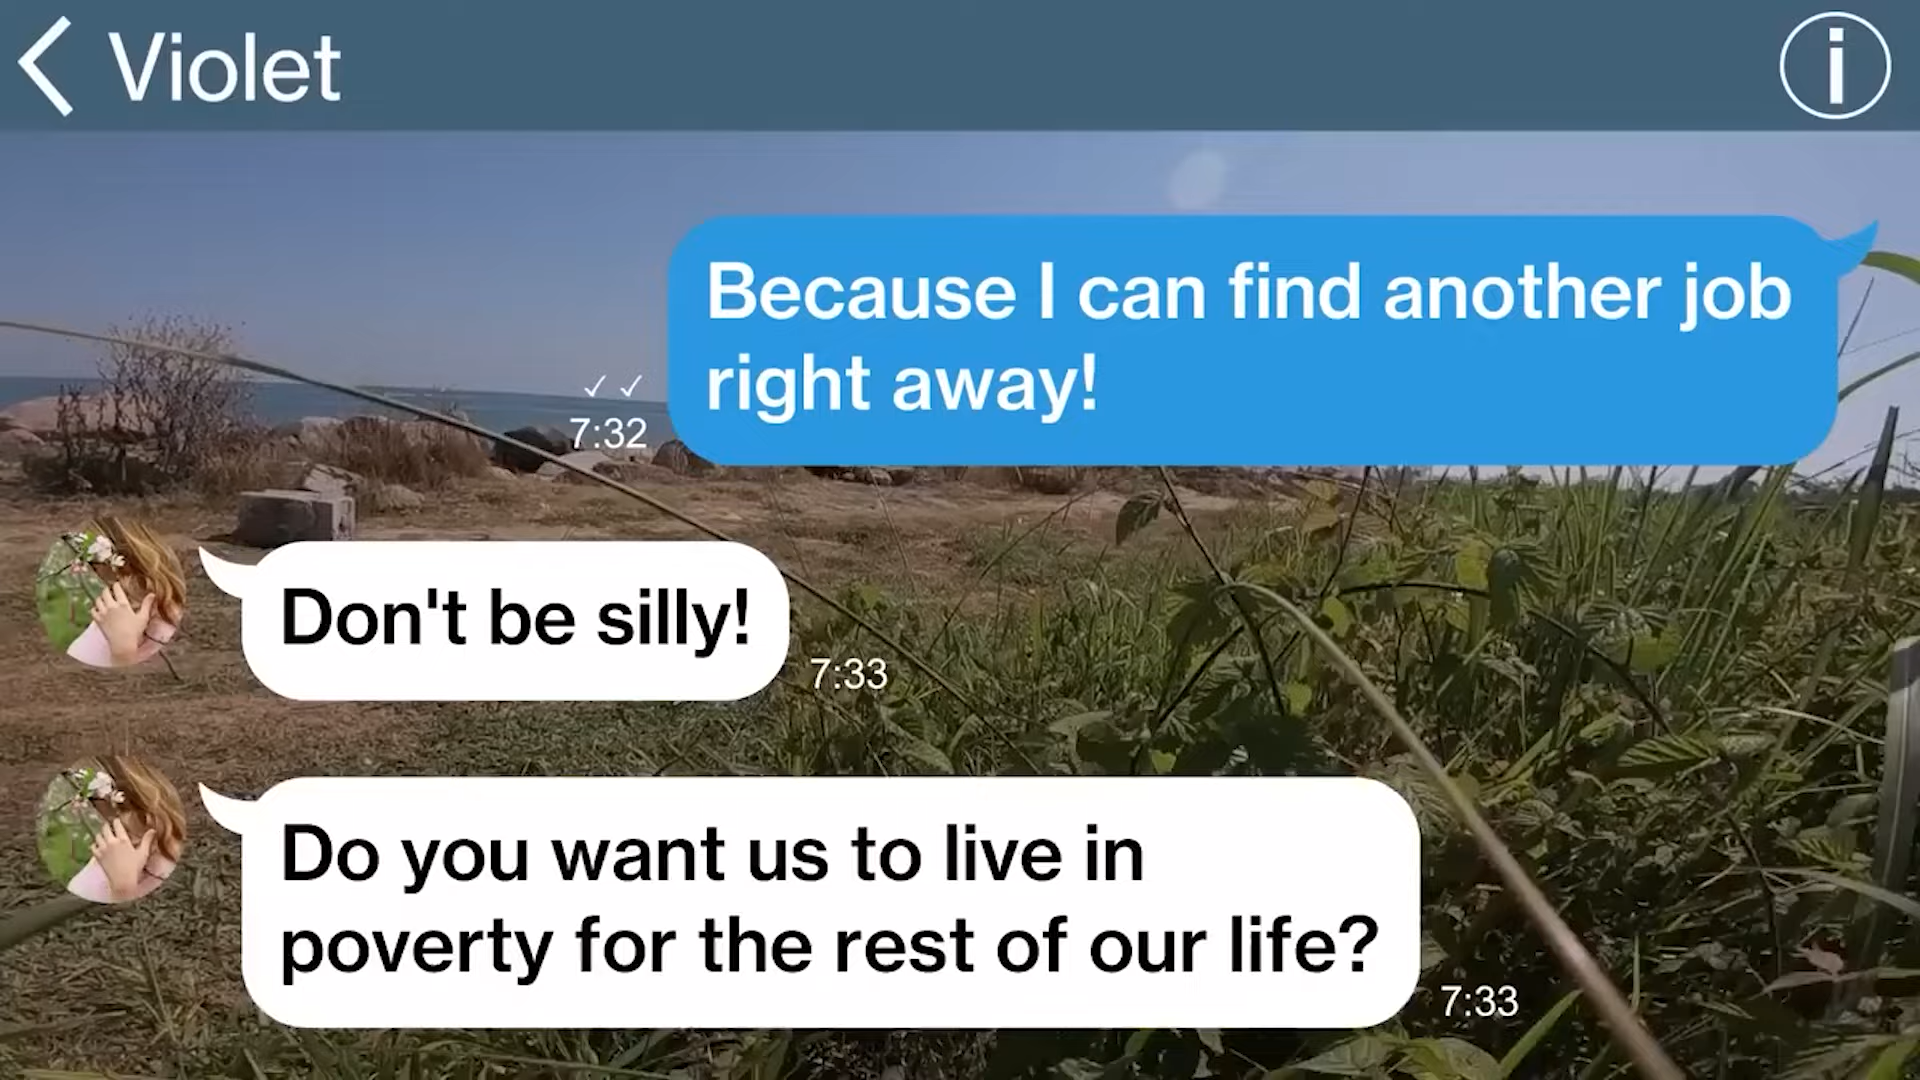 Violet
Because I can find another job
right away!
✓✓
7:32
Don't be silly!
7:33
Do you want us to live in
poverty for the rest of our life?
7:33